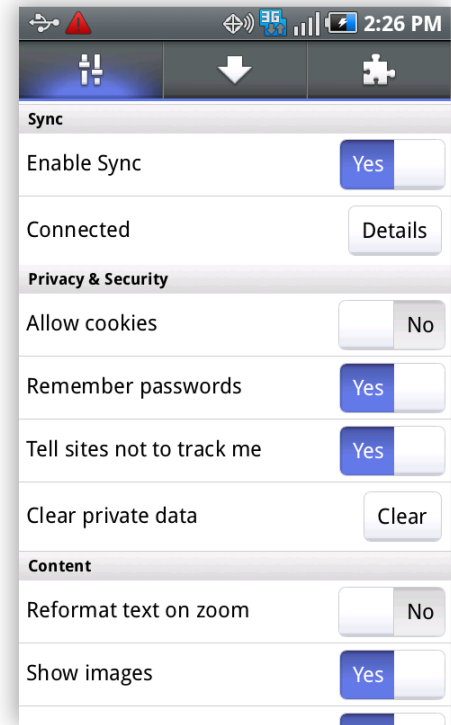 3G 2:26 PM
Sync
Enable Sync Yes
Connected Details
Privacy & Security
Allow cookies No
Remember passwords Yes
Tell sites not to track me Yes
Clear private data Clear
Content
Reformat text on zoom No
Show images Yes